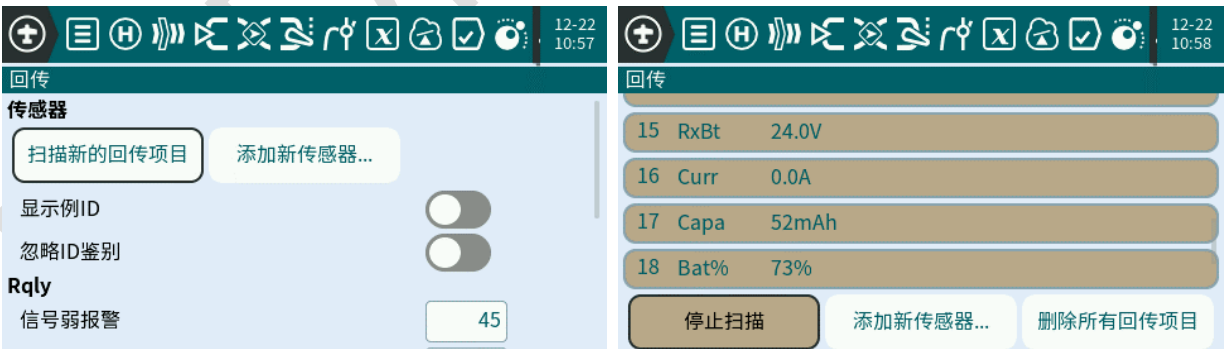 12-22
10:57
回传
传感器
扫描新的回传项目
添加新传感器...
显示例ID
忽略ID鉴别
Rqly
信号弱报警
45
12-22
10:58
回传
15 RxBt 24.0V
16 Curr 0.0A
17 Capa 52mAh
18 Bat% 73%
停止扫描
添加新传感器...
删除所有回传项目